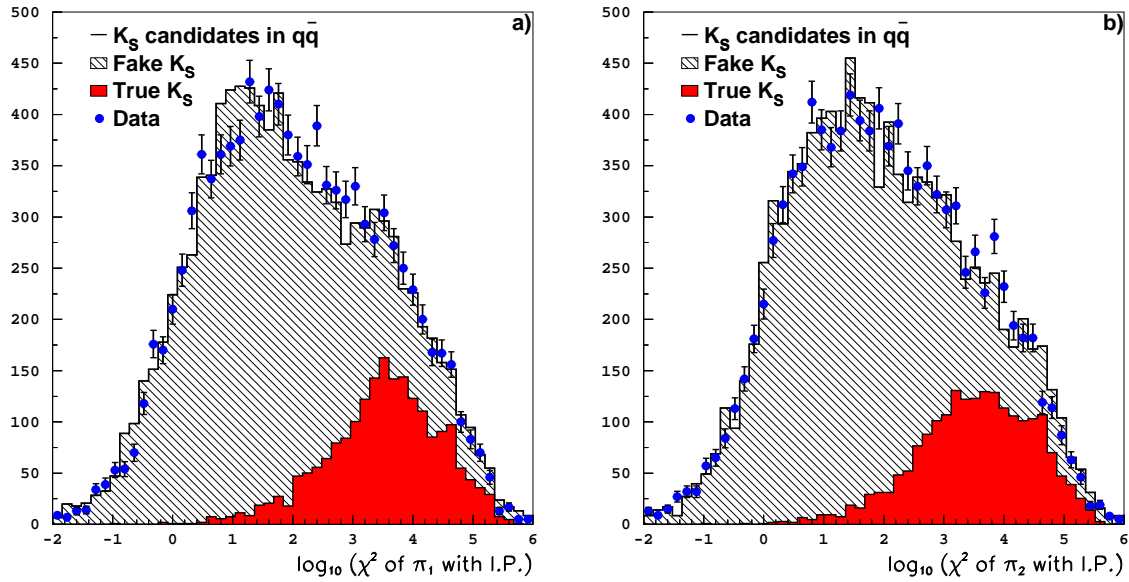 a)
K_S candidates in qq̄
Fake K_S
True K_S
Data
500
450
400
350
300
250
200
150
100
50
0
-2 -1 0 1 2 3 4 5 6
log₁₀ (χ² of π₁ with I.P.)
b)
K_S candidates in qq̄
Fake K_S
True K_S
Data
500
450
400
350
300
250
200
150
100
50
0
-2 -1 0 1 2 3 4 5 6
log₁₀ (χ² of π₂ with I.P.)